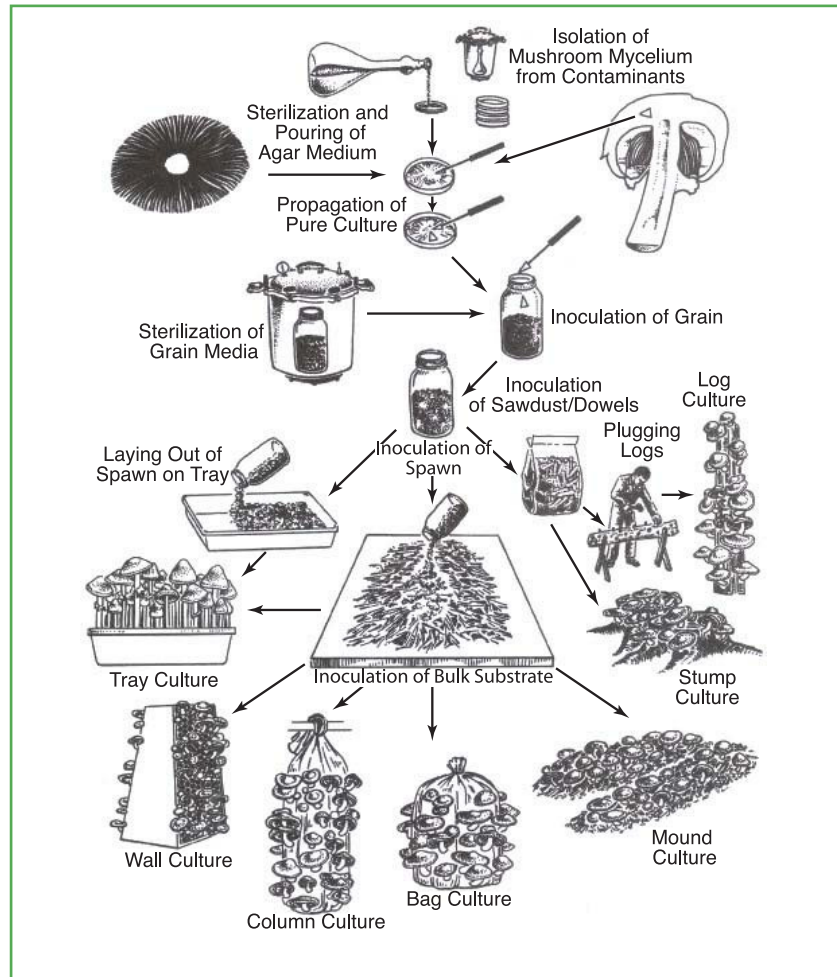 Isolation of
Mushroom Mycelium
from Contaminants
Sterilization and
Pouring of
Agar Medium
Propagation of
Pure Culture
Sterilization of
Grain Media
Inoculation of Grain
Inoculation
of Sawdust/Dowels
Log
Culture
Plugging
Logs
Laying Out of
Spawn on Tray
Inoculation of
Spawn
Tray Culture
Inoculation of Bulk Substrate
Stump
Culture
Wall Culture
Column Culture
Bag Culture
Mound
Culture